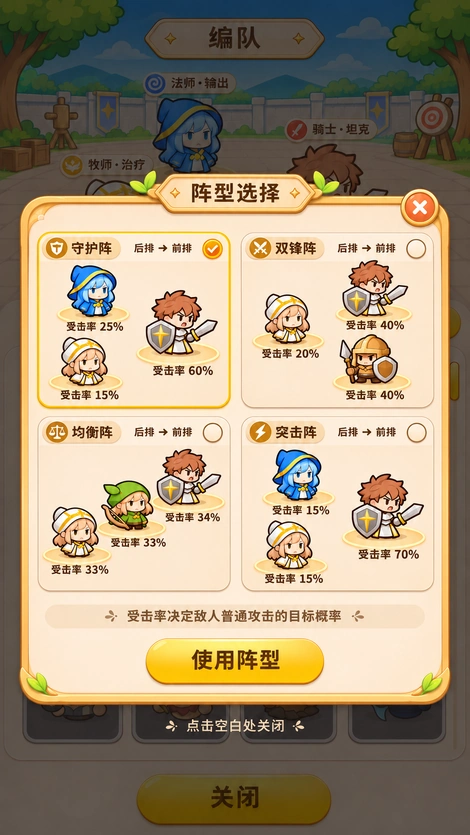 编队
法师·输出
骑士·坦克
牧师·治疗
阵型选择
守护阵 后排→前排
受击率 25%
受击率 60%
受击率 15%
双锋阵 后排→前排
受击率 40%
受击率 20%
受击率 40%
均衡阵 后排→前排
受击率 34%
受击率 33%
受击率 33%
突击阵 后排→前排
受击率 15%
受击率 70%
受击率 15%
受击率决定敌人普通攻击的目标概率
使用阵型
点击空白处关闭
关闭